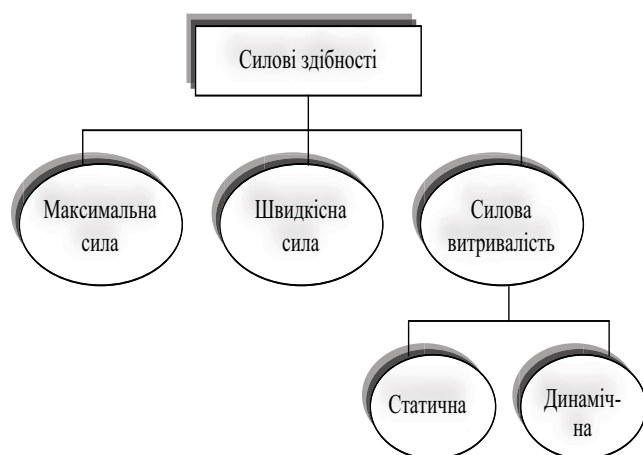 Силові здібності
Максимальна
сила
Швидкісна
сила
Силова
витривалість
Статична
Динаміч-
на